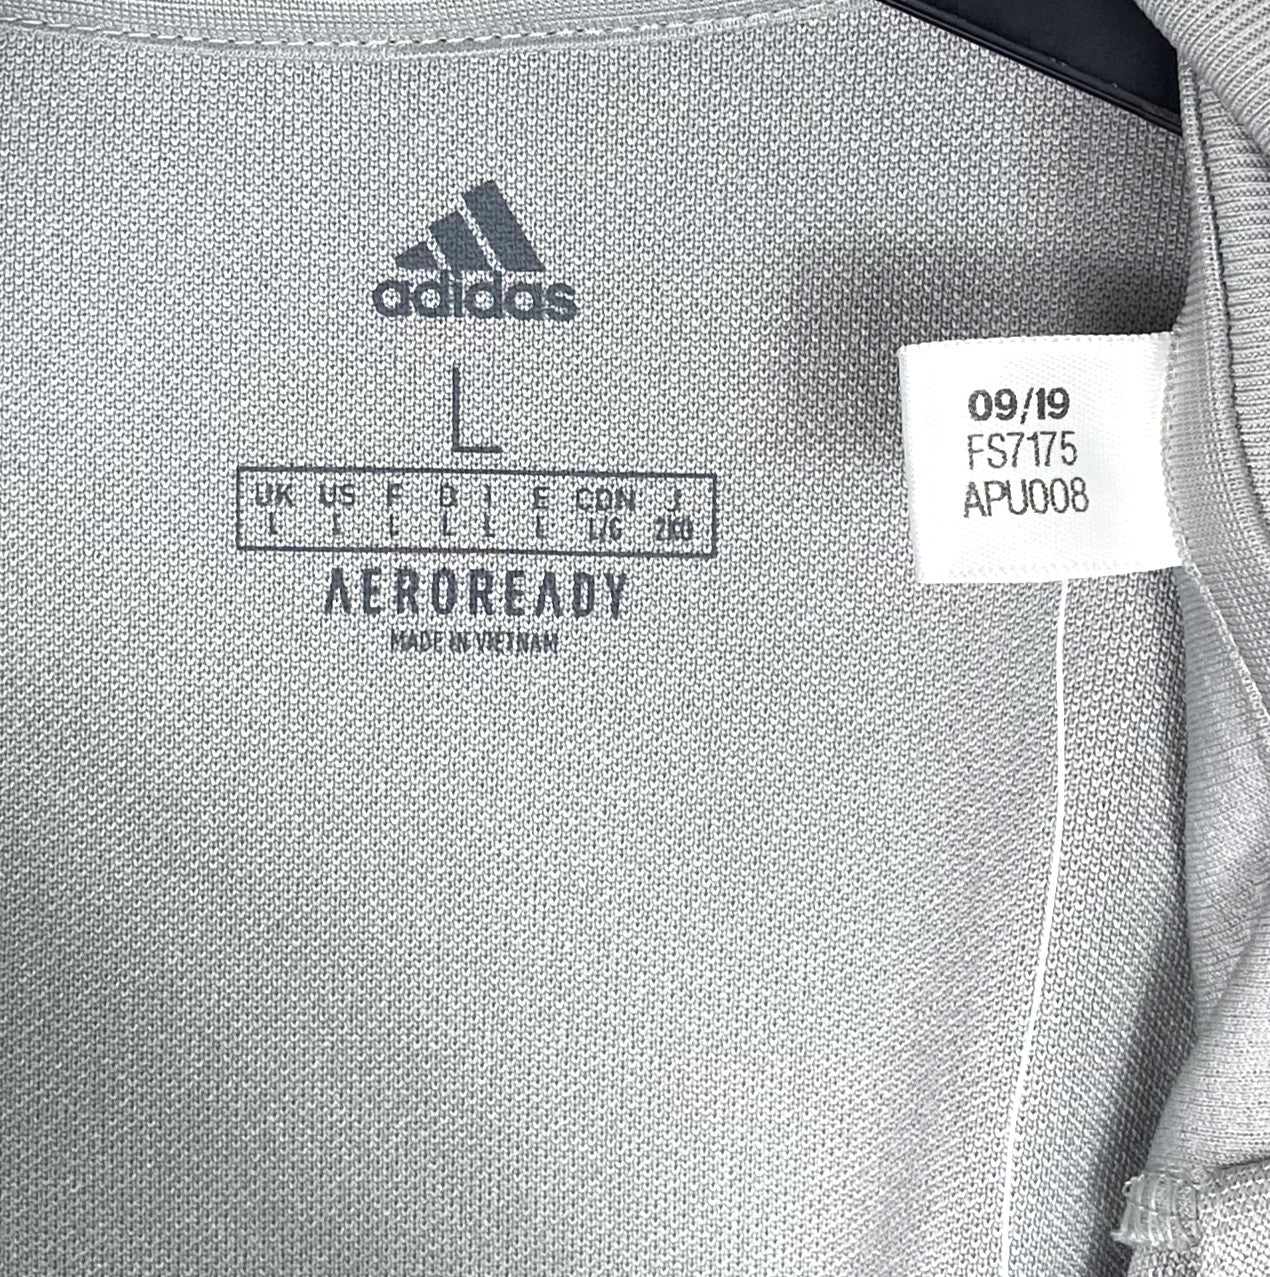 adidas
L
UK US F D I E CDN J
L L L L L L L/G 2XO
AEROREADY
MADE IN VIETNAM
09/19
FS7175
APU008